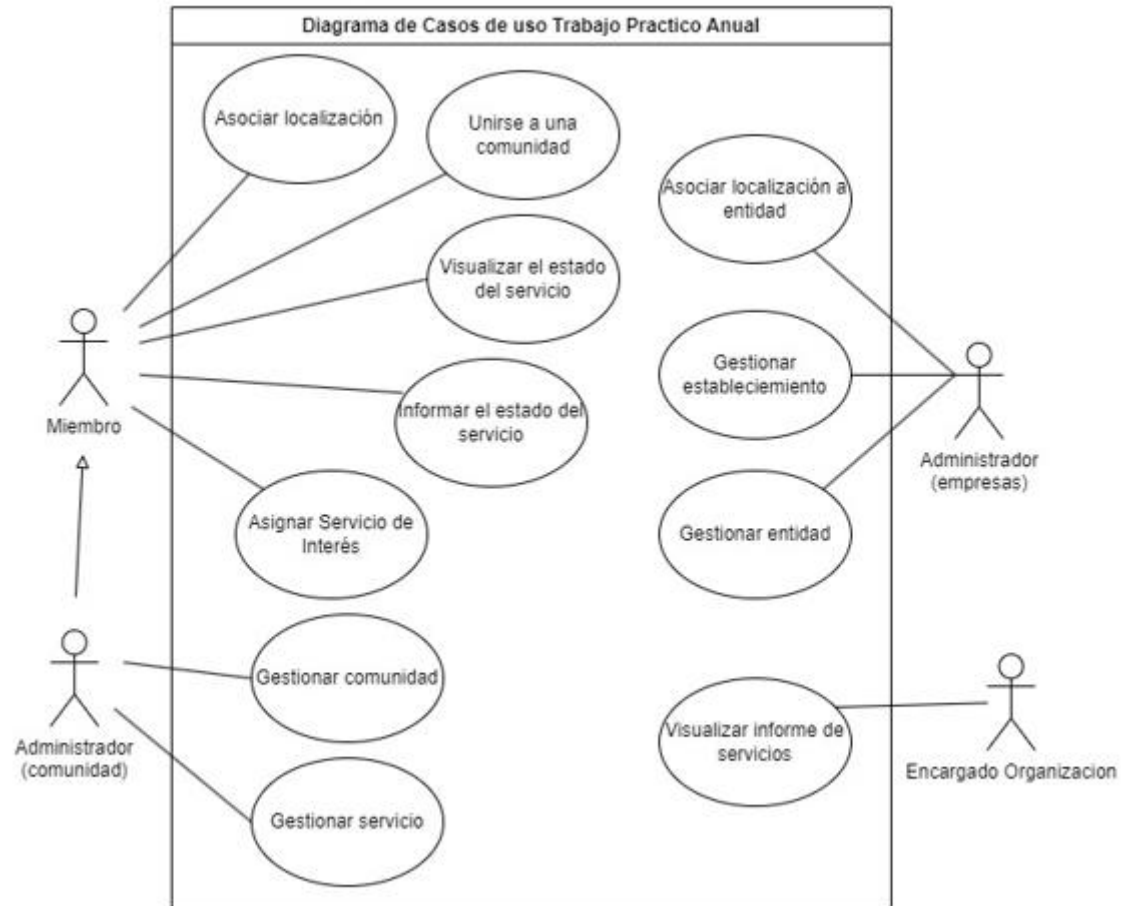 Diagrama de Casos de uso Trabajo Practico Anual
Asociar localización
Unirse a una
comunidad
Asociar localización a
entidad
Visualizar el estado
del servicio
Gestionar
estableciemiento
Informar el estado del
servicio
Miembro
Administrador
(empresas)
Asignar Servicio de
Interés
Gestionar entidad
Gestionar comunidad
Administrador
(comunidad)
Visualizar informe de
servicios
Encargado Organizacion
Gestionar servicio